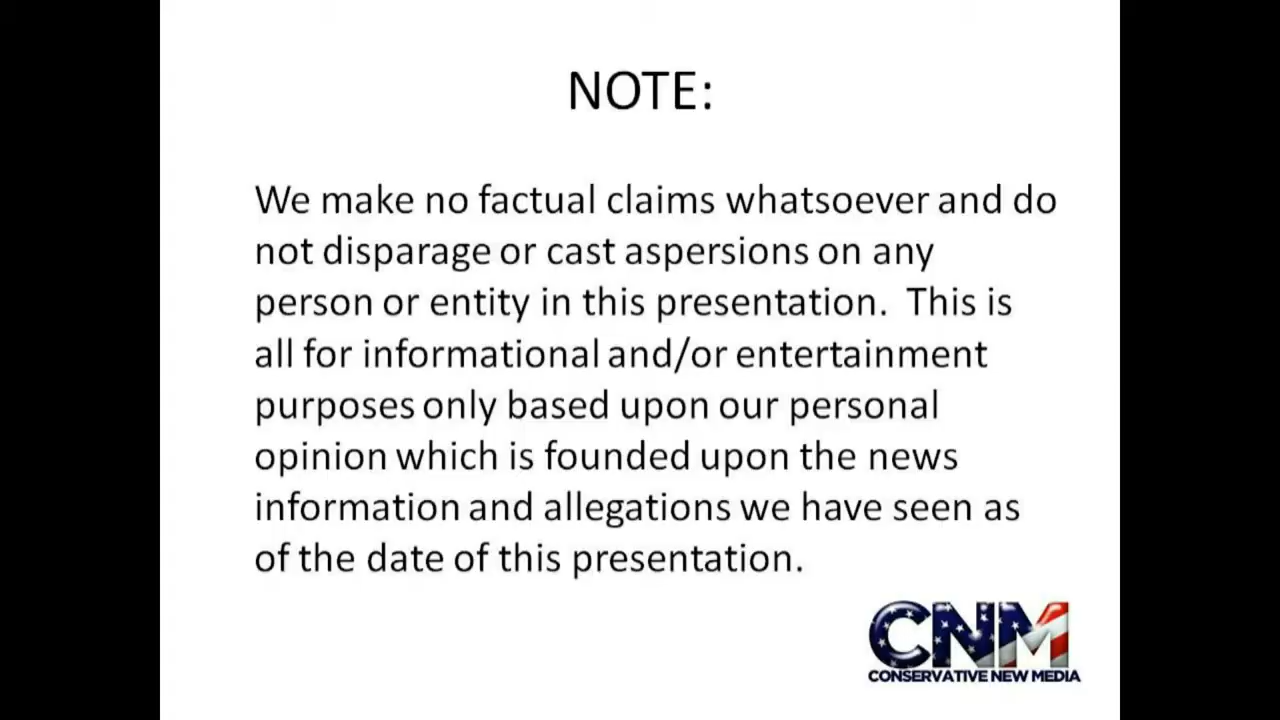 NOTE:
We make no factual claims whatsoever and do
not disparage or cast aspersions on any
person or entity in this presentation. This is
all for informational and/or entertainment
purposes only based upon our personal
opinion which is founded upon the news
information and allegations we have seen as
of the date of this presentation.
CNM
CONSERVATIVE NEW MEDIA